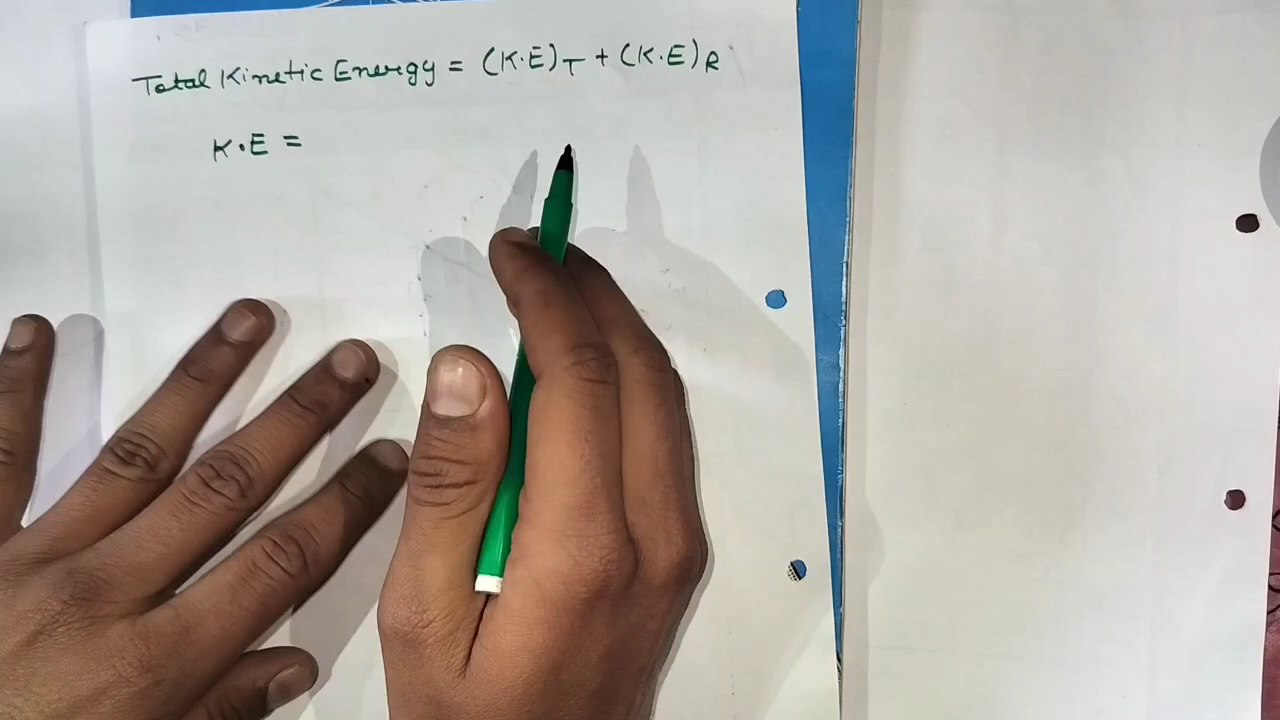 Total Kinetic Energy = (K.E)T + (K.E)R
K.E =